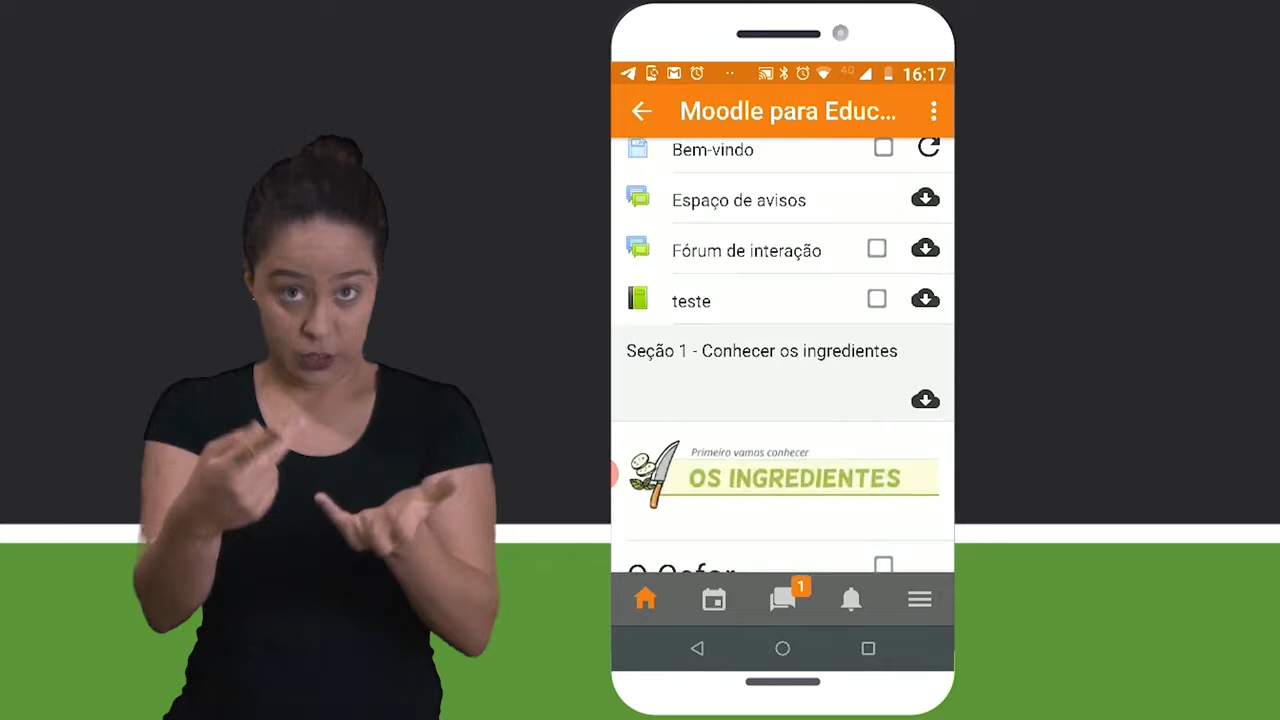 4G 16:17
Moodle para Educ...
Bem-vindo
Espaço de avisos
Fórum de interação
teste
Seção 1 - Conhecer os ingredientes
Primeiro vamos conhecer
OS INGREDIENTES
1